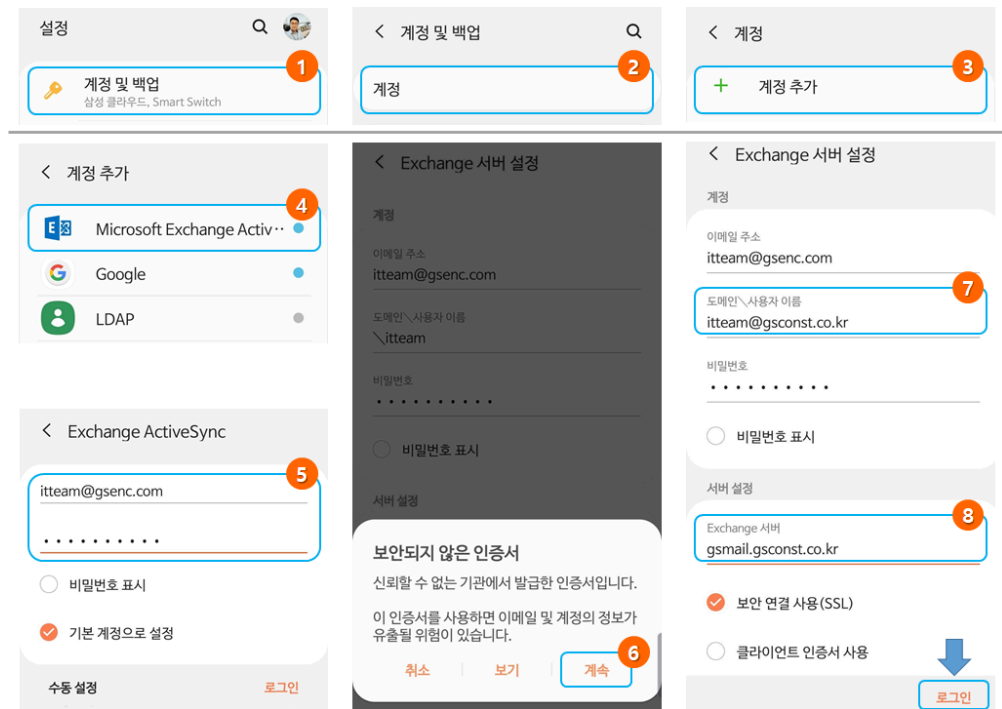 설정
1
계정 및 백업
삼성 클라우드, Smart Switch
계정 및 백업
2
계정
계정
3
계정 추가
계정 추가
4
Microsoft Exchange Activ··
Google
LDAP
Exchange ActiveSync
5
itteam@gsenc.com
••••••••••
비밀번호 표시
기본 계정으로 설정
수동 설정
로그인
Exchange 서버 설정
계정
이메일 주소
itteam@gsenc.com
도메인＼사용자 이름
＼itteam
비밀번호
••••••••••
비밀번호 표시
서버 설정
보안되지 않은 인증서
신뢰할 수 없는 기관에서 발급한 인증서입니다.
이 인증서를 사용하면 이메일 및 계정의 정보가
유출될 위험이 있습니다.
6
취소
보기
계속
Exchange 서버 설정
계정
이메일 주소
itteam@gsenc.com
7
도메인＼사용자 이름
itteam@gsconst.co.kr
비밀번호
••••••••••
비밀번호 표시
서버 설정
8
Exchange 서버
gsmail.gsconst.co.kr
보안 연결 사용(SSL)
클라이언트 인증서 사용
로그인